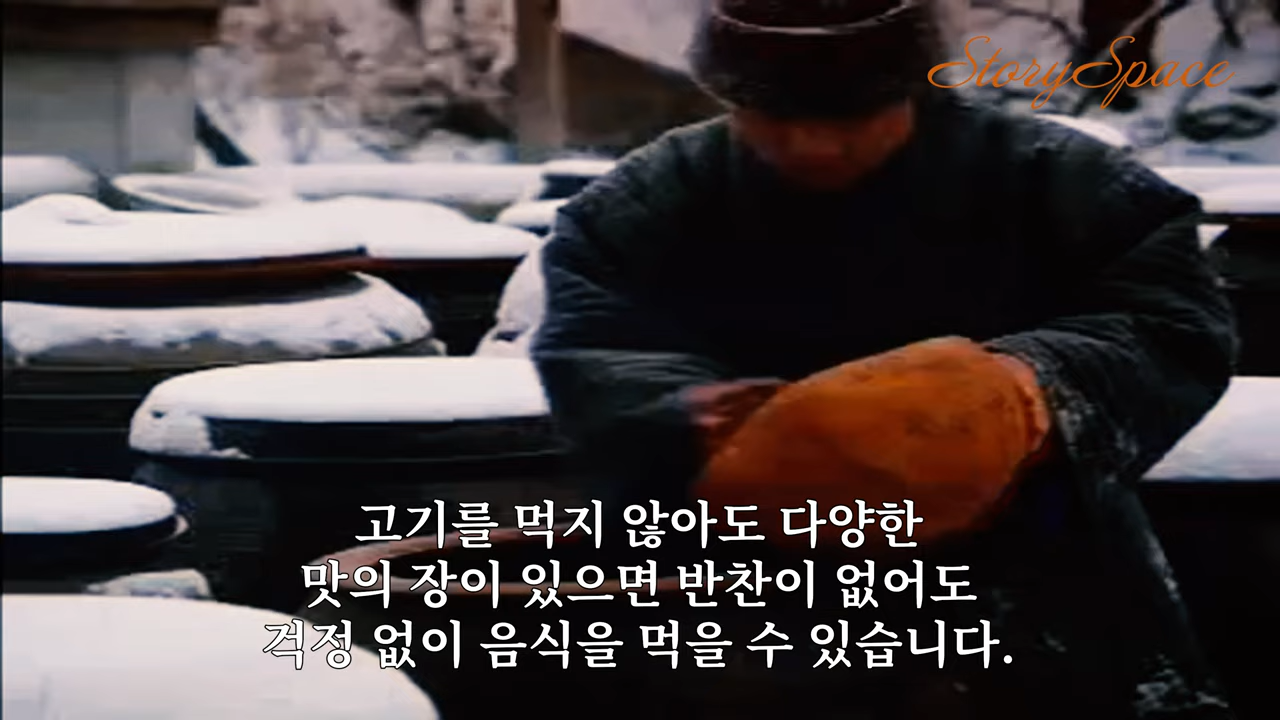 StorySpace
고기를 먹지 않아도 다양한
맛의 장이 있으면 반찬이 없어도
걱정 없이 음식을 먹을 수 있습니다.